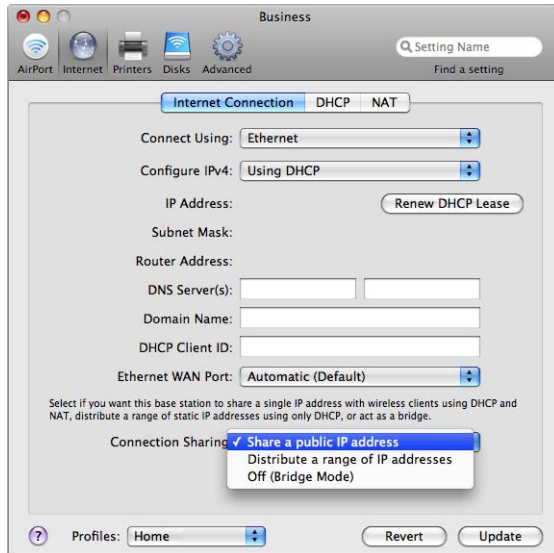 Business
Setting Name
AirPort Internet Printers Disks Advanced Find a setting
Internet Connection DHCP NAT
Connect Using: Ethernet
Configure IPv4: Using DHCP
IP Address: Renew DHCP Lease
Subnet Mask:
Router Address:
DNS Server(s):
Domain Name:
DHCP Client ID:
Ethernet WAN Port: Automatic (Default)
Select if you want this base station to share a single IP address with wireless clients using DHCP and
NAT, distribute a range of static IP addresses using only DHCP, or act as a bridge.
Connection Sharing ✓ Share a public IP address
Distribute a range of IP addresses
Off (Bridge Mode)
? Profiles: Home Revert Update